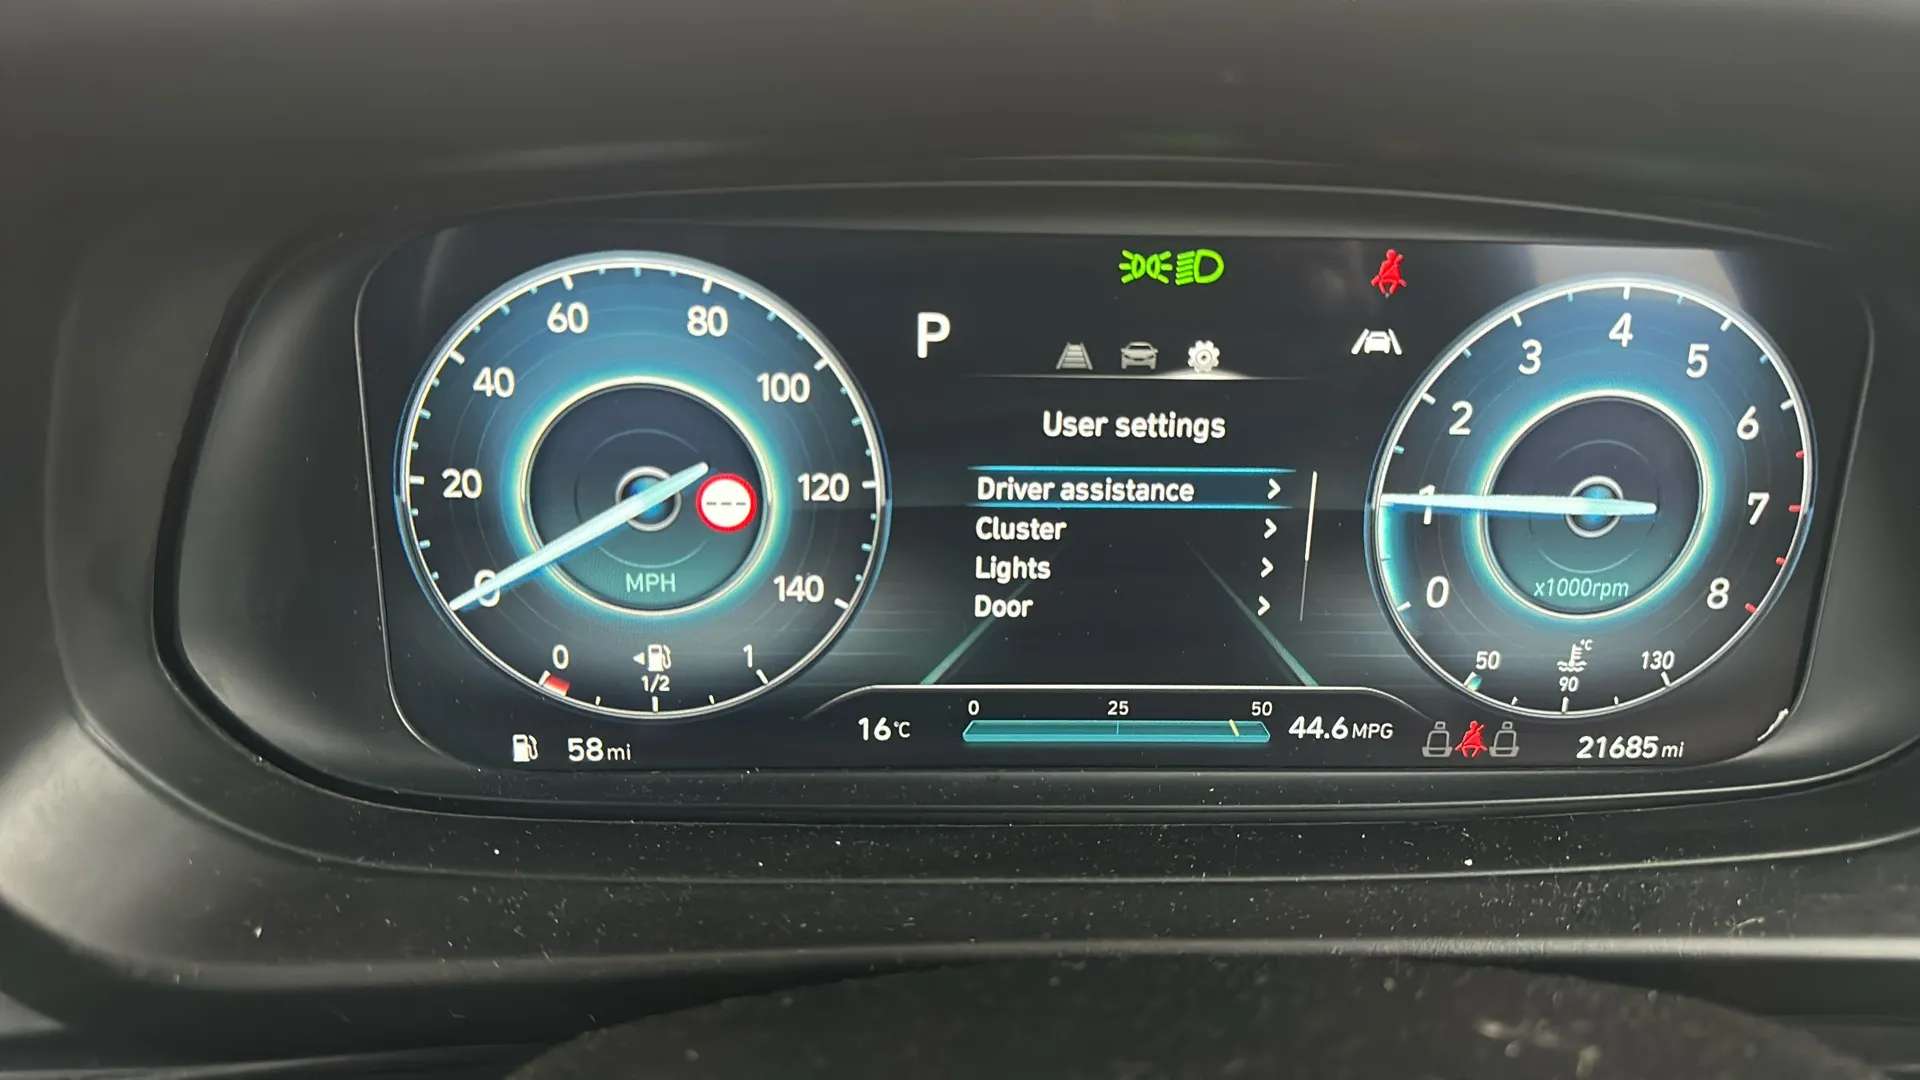 60 80
40 100
20 120
0 140
MPH
0 1/2 1
58mi
P
User settings
Driver assistance
Cluster
Lights
Door
16°C
0 25 50
44.6MPG
3 4 5
2 6
1 7
0 8
x1000rpm
°C
50 90 130
21685mi